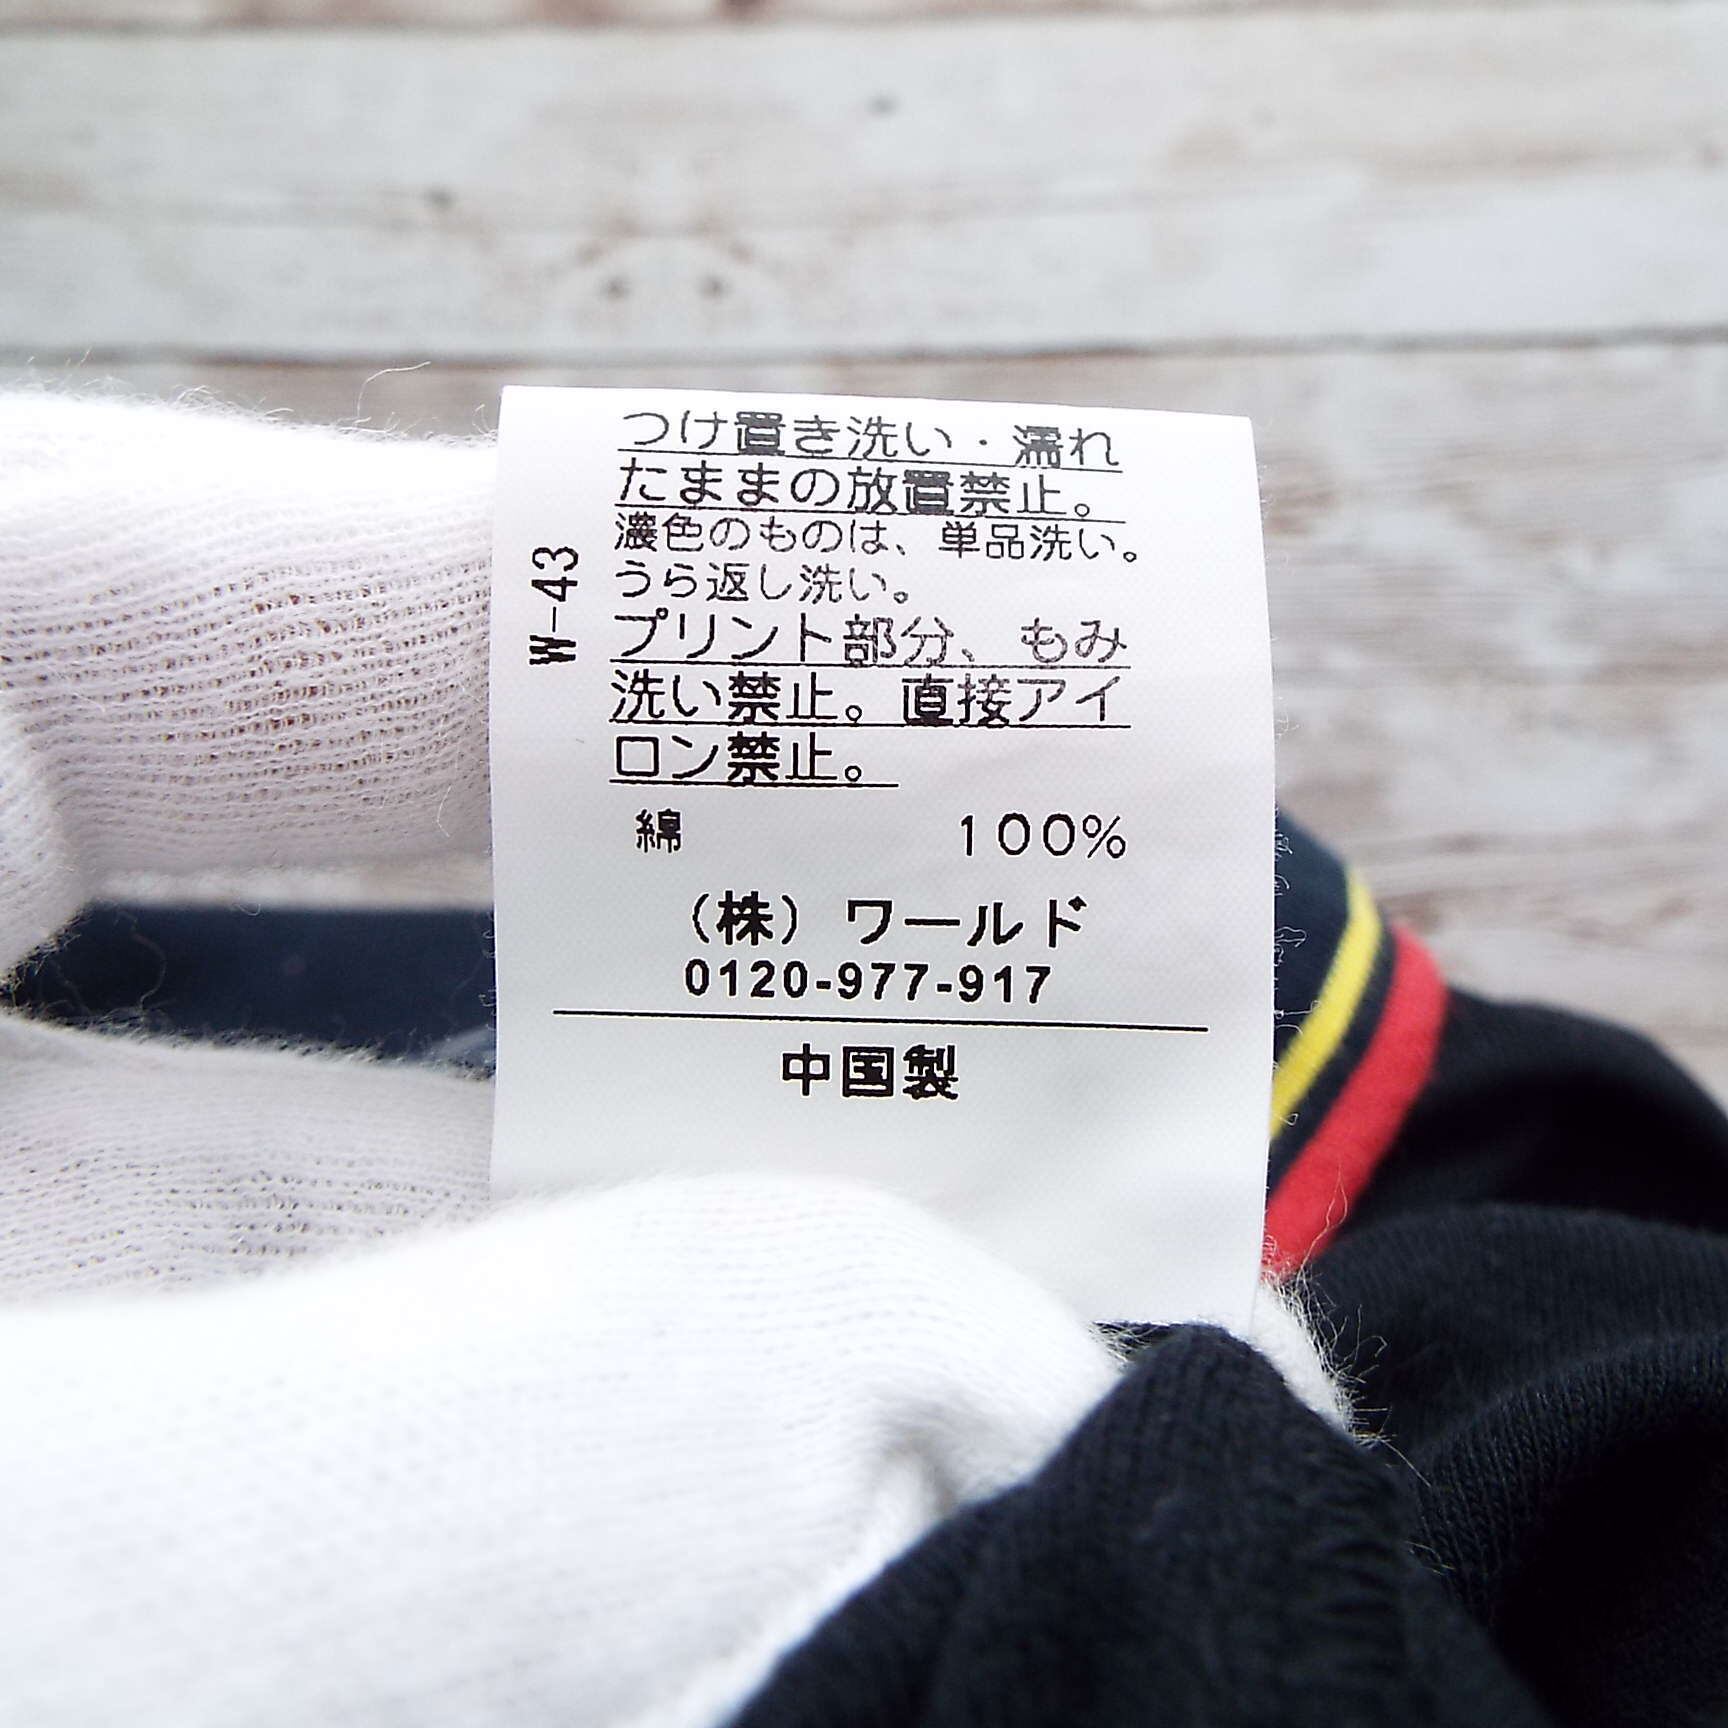 つけ置き洗い・濡れ
たままの放置禁止。
濃色のものは、単品洗い。
うら返し洗い。
プリント部分、もみ
洗い禁止。直接アイ
ロン禁止。
W-43
綿 100%
(株)ワールド
0120-977-917
中国製